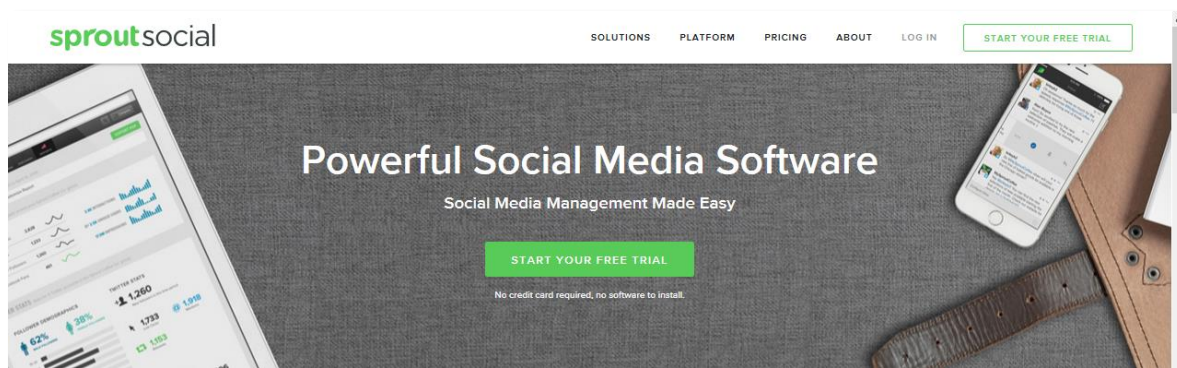 sproutsocial
SOLUTIONS PLATFORM PRICING ABOUT LOG IN START YOUR FREE TRIAL
Powerful Social Media Software
Social Media Management Made Easy
START YOUR FREE TRIAL
No credit card required, no software to install.
FOLLOWER DEMOGRAPHICS
62%
38%
TWITTER STATS
1,260
1,733
@ 1,918
1,153